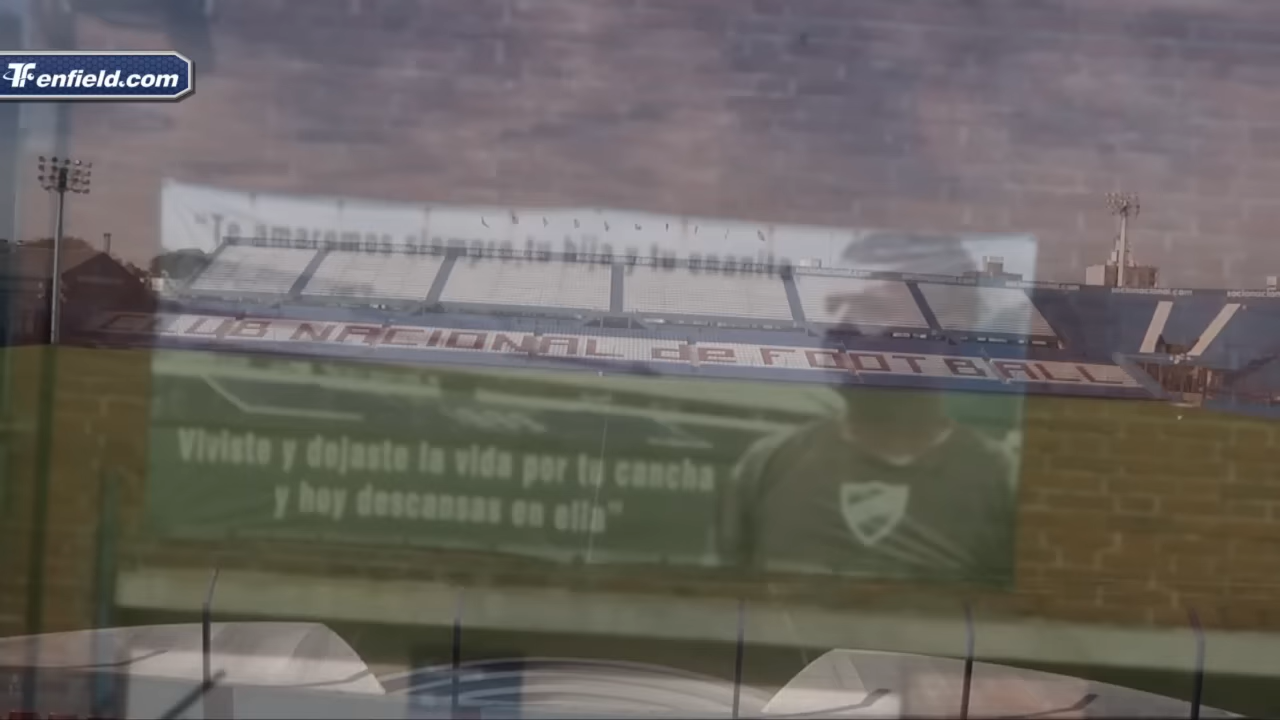 Tenfield.com
"Te amaremos siempre tu hija y tu
CLUB NACIONAL de FOOTBALL
Viviste y dejaste la vida por tu cancha
y hoy descansas en ella"